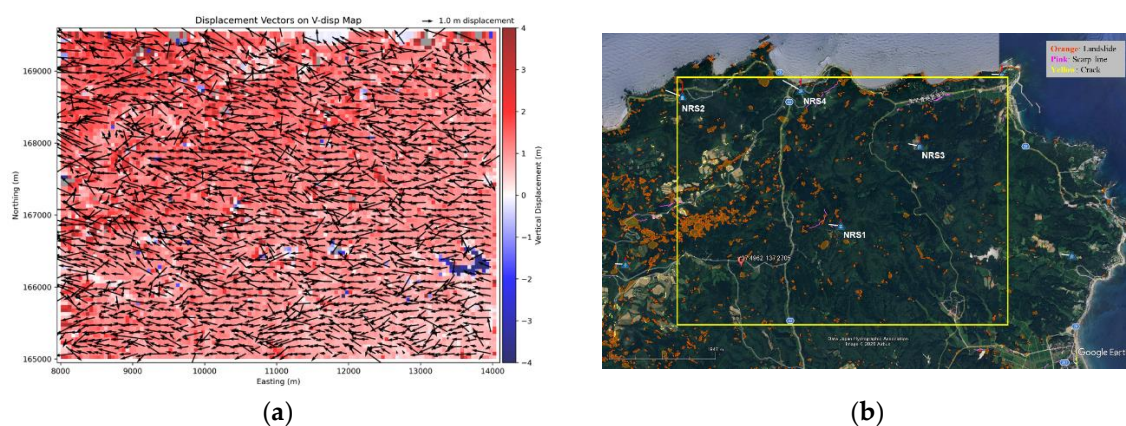 Displacement Vectors on V-disp Map
1.0 m displacement
169000
168000
167000
166000
165000
Northing (m)
8000
9000
10000
11000
12000
13000
14000
Easting (m)
4
3
2
1
0
−1
−2
−3
−4
Vertical Displacement (m)
(a)
Orange: Landslide
Pink: Scarp line
Yellow: Crack
NRS2
NRS4
NRS3
NRS1
Google Eart
(b)